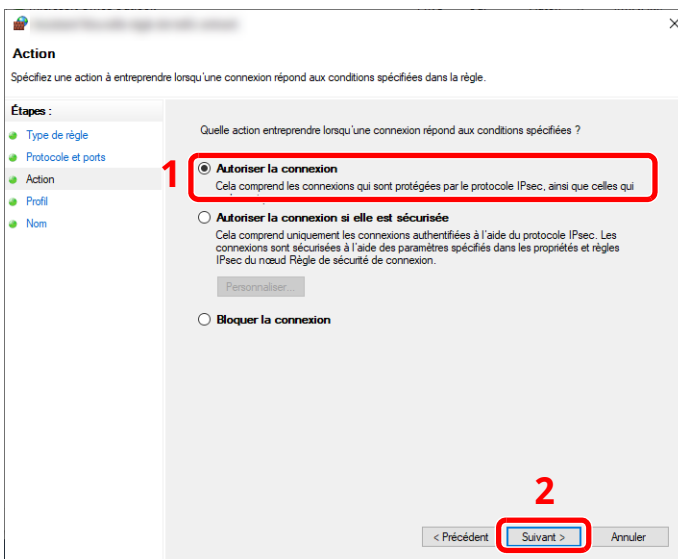 Action
Spécifiez une action à entreprendre lorsqu'une connexion répond aux conditions spécifiées dans la règle.
Étapes :
Type de règle
Protocole et ports
Action
Profil
Nom
Quelle action entreprendre lorsqu'une connexion répond aux conditions spécifiées ?
1
Autoriser la connexion
Cela comprend les connexions qui sont protégées par le protocole IPsec, ainsi que celles qui
Autoriser la connexion si elle est sécurisée
Cela comprend uniquement les connexions authentifiées à l'aide du protocole IPsec. Les
connexions sont sécurisées à l'aide des paramètres spécifiés dans les propriétés et règles
IPsec du nœud Règle de sécurité de connexion.
Personnaliser...
Bloquer la connexion
2
< Précédent Suivant > Annuler